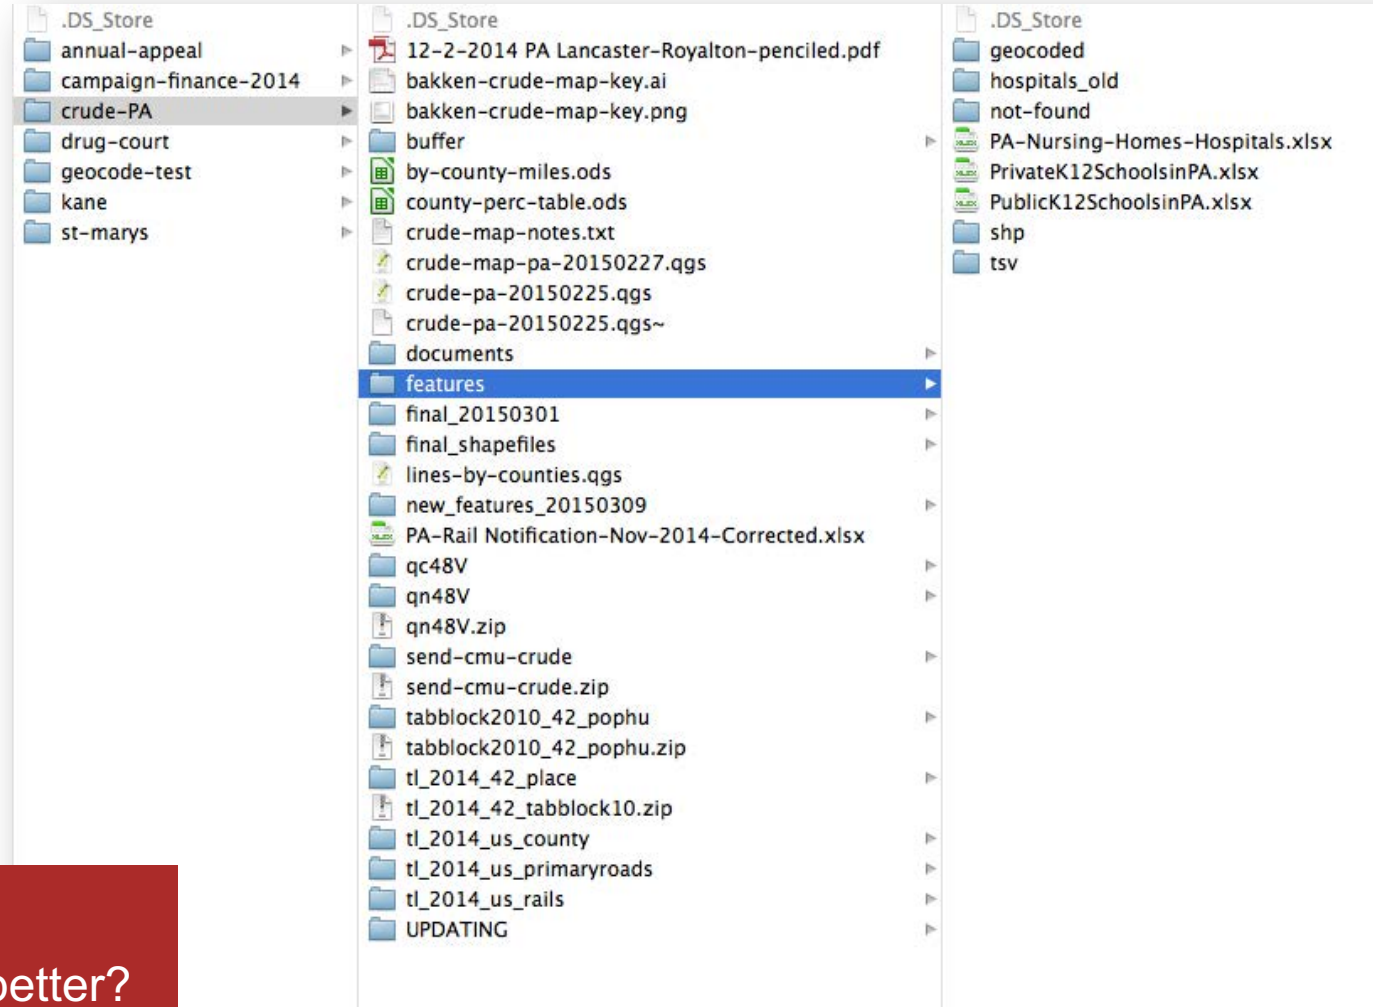 .DS_Store
annual-appeal
campaign-finance-2014
crude-PA
drug-court
geocode-test
kane
st-marys
.DS_Store
12-2-2014 PA Lancaster-Royalton-penciled.pdf
bakken-crude-map-key.ai
bakken-crude-map-key.png
buffer
by-county-miles.ods
county-perc-table.ods
crude-map-notes.txt
crude-map-pa-20150227.qgs
crude-pa-20150225.qgs
crude-pa-20150225.qgs~
documents
features
final_20150301
final_shapefiles
lines-by-counties.qgs
new_features_20150309
PA-Rail Notification-Nov-2014-Corrected.xlsx
qc48V
qn48V
qn48V.zip
send-cmu-crude
send-cmu-crude.zip
tabblock2010_42_pophu
tabblock2010_42_pophu.zip
tl_2014_42_place
tl_2014_42_tabblock10.zip
tl_2014_us_county
tl_2014_us_primaryroads
tl_2014_us_rails
UPDATING
.DS_Store
geocoded
hospitals_old
not-found
PA-Nursing-Homes-Hospitals.xlsx
PrivateK12SchoolsinPA.xlsx
PublicK12SchoolsinPA.xlsx
shp
tsv
better?